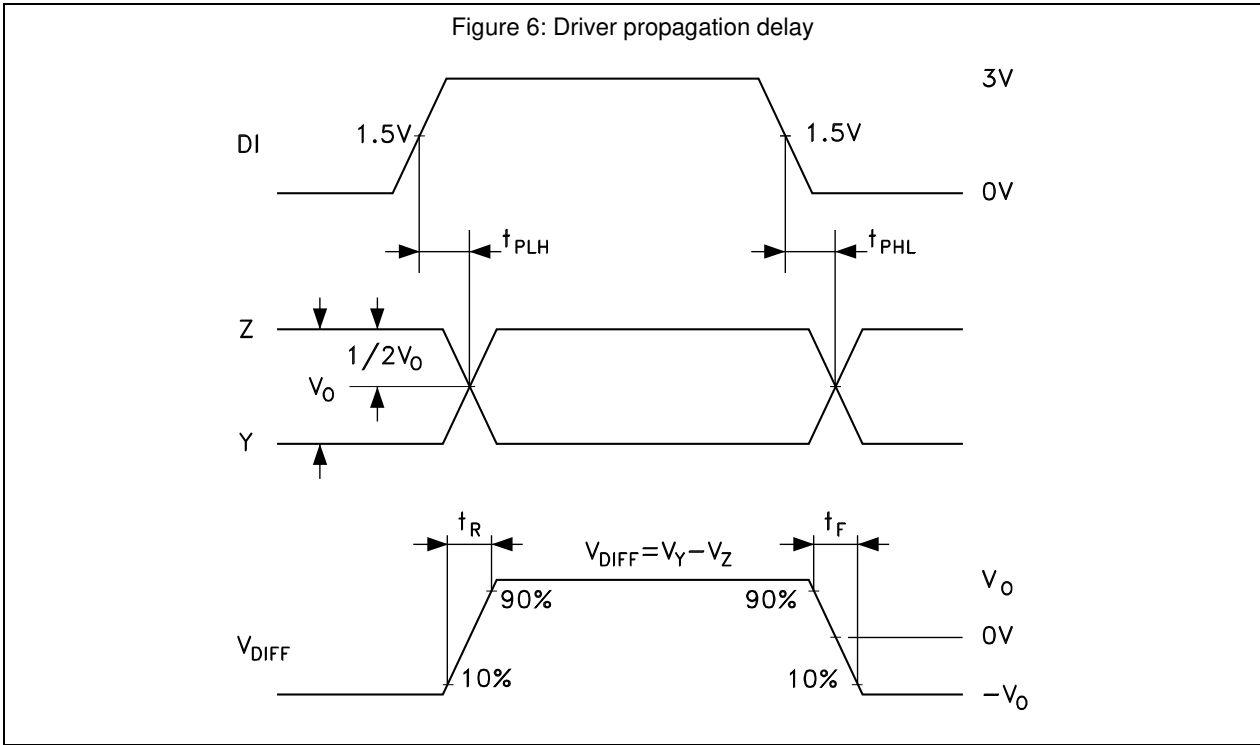 Figure 6: Driver propagation delay
3V
DI
1.5V
1.5V
0V
tPLH
tPHL
Z
1/2VO
VO
Y
tR
tF
VDIFF=VY–VZ
VO
90%
90%
0V
VDIFF
10%
10%
–VO